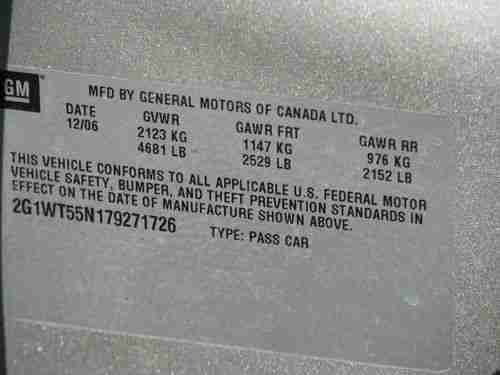 GM
MFD BY GENERAL MOTORS OF CANADA LTD.
DATE GVWR GAWR FRT GAWR RR
12/06 2123 KG 1147 KG 976 KG
4681 LB 2529 LB 2152 LB
THIS VEHICLE CONFORMS TO ALL APPLICABLE U.S. FEDERAL MOTOR
VEHICLE SAFETY, BUMPER, AND THEFT PREVENTION STANDARDS IN
EFFECT ON THE DATE OF MANUFACTURE SHOWN ABOVE.
2G1WT55N179271726 TYPE: PASS CAR